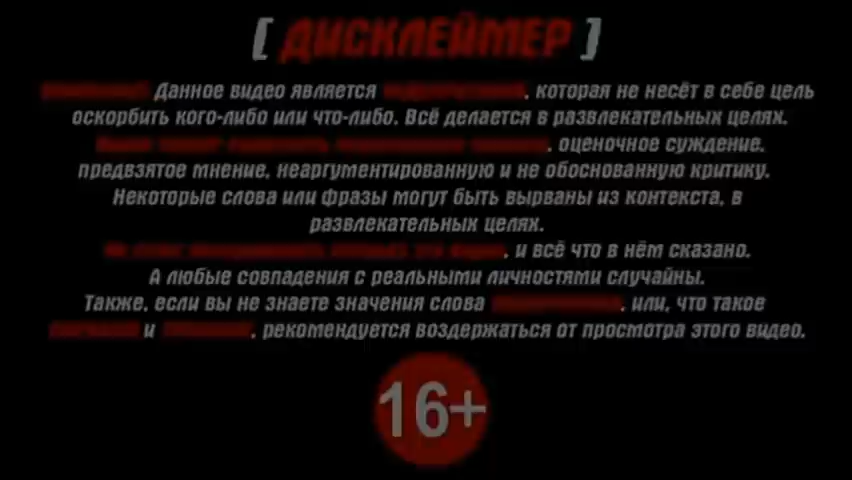 [ ДИСКЛЕЙМЕР ]
Данное видео является , которая не несёт в себе цель
оскорбить кого-либо или что-либо. Всё делается в развлекательных целях.
, оценочное суждение,
предвзятое мнение, неаргументированную и не обоснованную критику.
Некоторые слова или фразы могут быть вырваны из контекста, в
развлекательных целях.
, и всё что в нём сказано.
А любые совпадения с реальными личностями случайны.
Также, если вы не знаете значения слова , или, что такое
и , рекомендуется воздержаться от просмотра этого видео.
16+